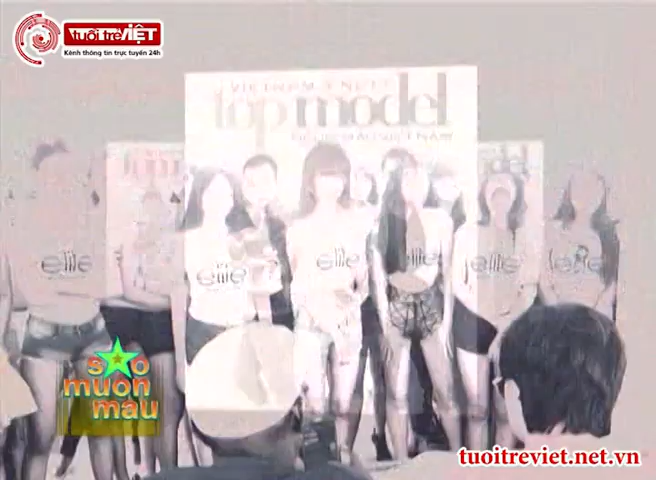 tuổi trẻ VIỆT
Kênh thông tin trực tuyến 24h
VIETNAM'S NEXT
top model
elite
elite
elite
elite
elite
sao
muôn
màu
tuoitreviet.net.vn